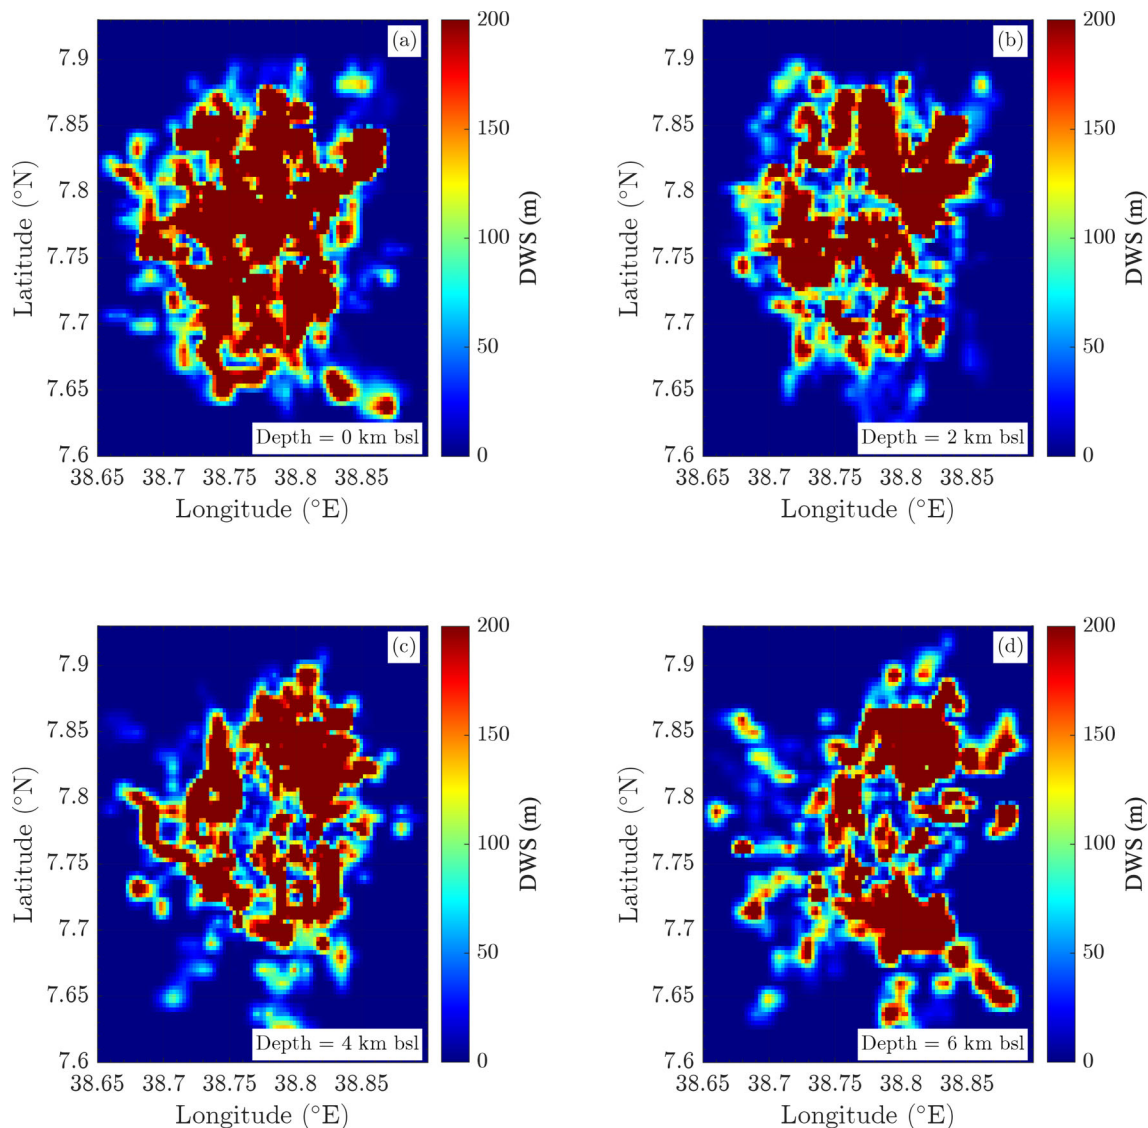 (a)
7.9
7.85
7.8
7.75
7.7
7.65
7.6
Latitude (°N)
38.65 38.7 38.75 38.8 38.85
Longitude (°E)
Depth = 0 km bsl
200
150
100
50
0
DWS (m)
(b)
7.9
7.85
7.8
7.75
7.7
7.65
7.6
Latitude (°N)
38.65 38.7 38.75 38.8 38.85
Longitude (°E)
Depth = 2 km bsl
200
150
100
50
0
DWS (m)
(c)
7.9
7.85
7.8
7.75
7.7
7.65
7.6
Latitude (°N)
38.65 38.7 38.75 38.8 38.85
Longitude (°E)
Depth = 4 km bsl
200
150
100
50
0
DWS (m)
(d)
7.9
7.85
7.8
7.75
7.7
7.65
7.6
Latitude (°N)
38.65 38.7 38.75 38.8 38.85
Longitude (°E)
Depth = 6 km bsl
200
150
100
50
0
DWS (m)